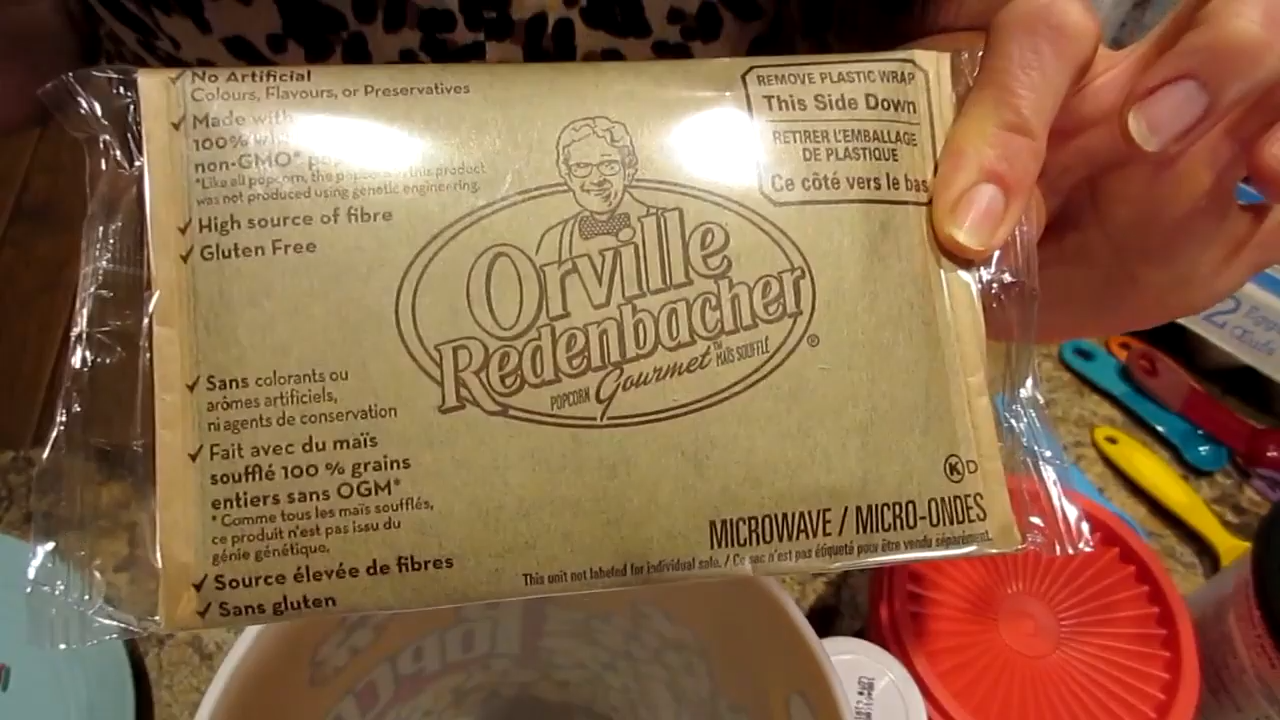 ✓ No Artificial
Colours, Flavours, or Preservatives
✓ Made with
100%
non-GMO*
*Like all popcorn, the this product
was not produced using genetic engineering.
✓ High source of fibre
✓ Gluten Free
✓ Sans colorants ou
arômes artificiels,
ni agents de conservation
✓ Fait avec du maïs
soufflé 100 % grains
entiers sans OGM*
* Comme tous les maïs soufflés,
ce produit n'est pas issu du
génie génétique.
✓ Source élevée de fibres
✓ Sans gluten
Orville
Redenbacher
®
POPCORN Gourmet™ MAÏS SOUFFLÉ
REMOVE PLASTIC WRAP
This Side Down
RETIRER L'EMBALLAGE
DE PLASTIQUE
Ce côté vers le bas
K D
MICROWAVE / MICRO-ONDES
This unit not labeled for individual sale. / Ce sac n'est pas étiqueté pour être vendu séparément.
2